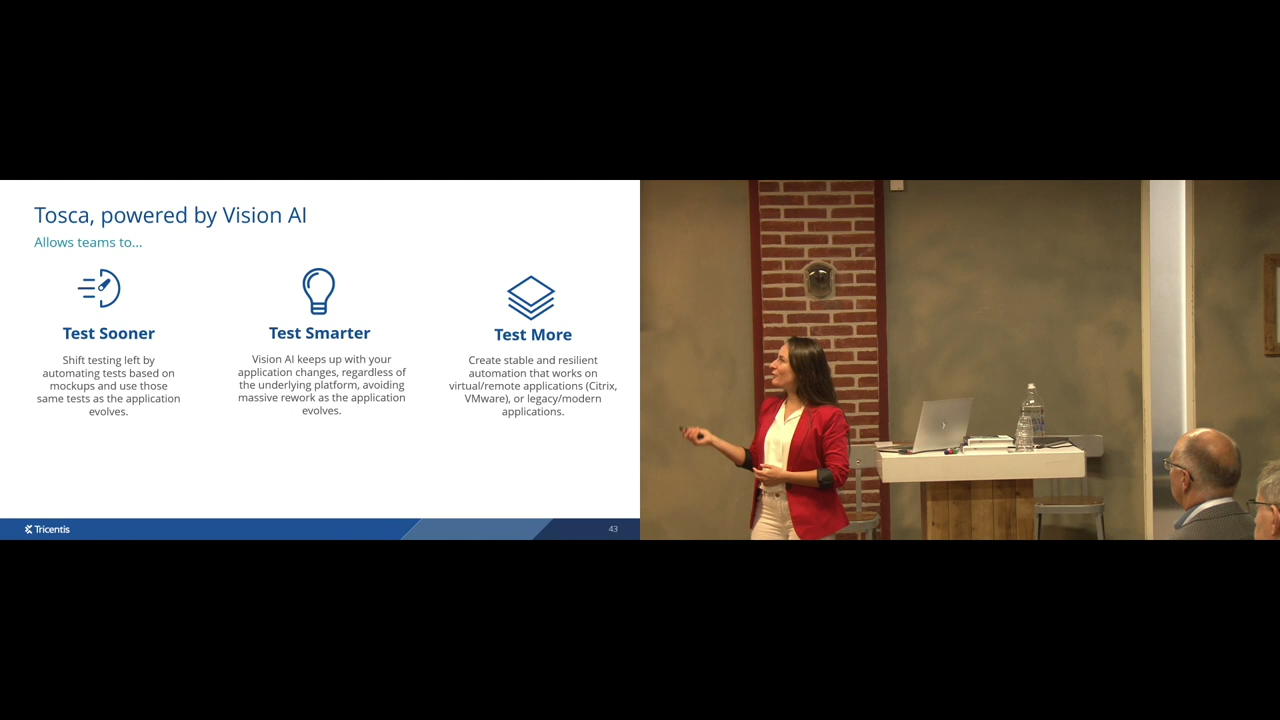 Tosca, powered by Vision AI
Allows teams to...
Test Sooner
Shift testing left by
automating tests based on
mockups and use those
same tests as the application
evolves.
Test Smarter
Vision AI keeps up with your
application changes, regardless of
the underlying platform, avoiding
massive rework as the application
evolves.
Test More
Create stable and resilient
automation that works on
virtual/remote applications (Citrix,
VMware), or legacy/modern
applications.
Tricentis
43